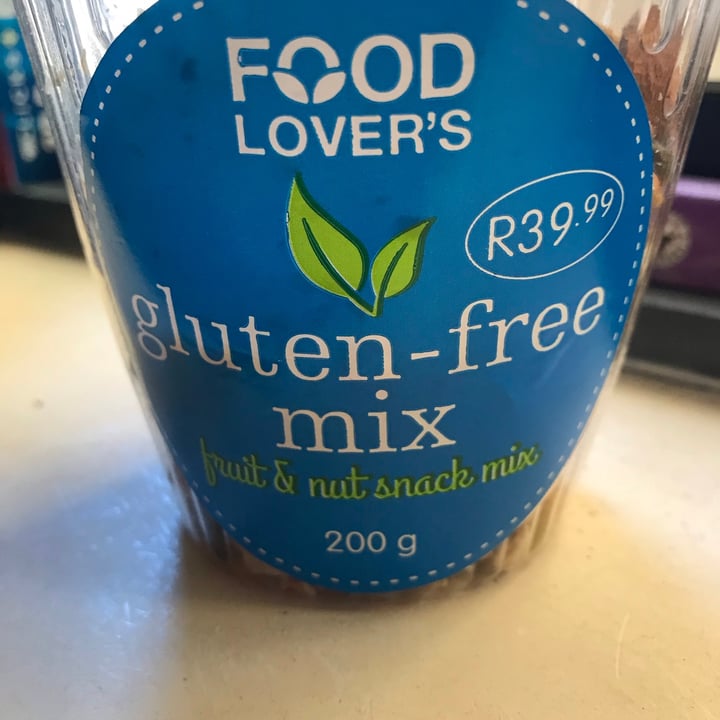 FOOD
LOVER'S
R39.99
gluten-free
mix
fruit & nut snack mix
200 g